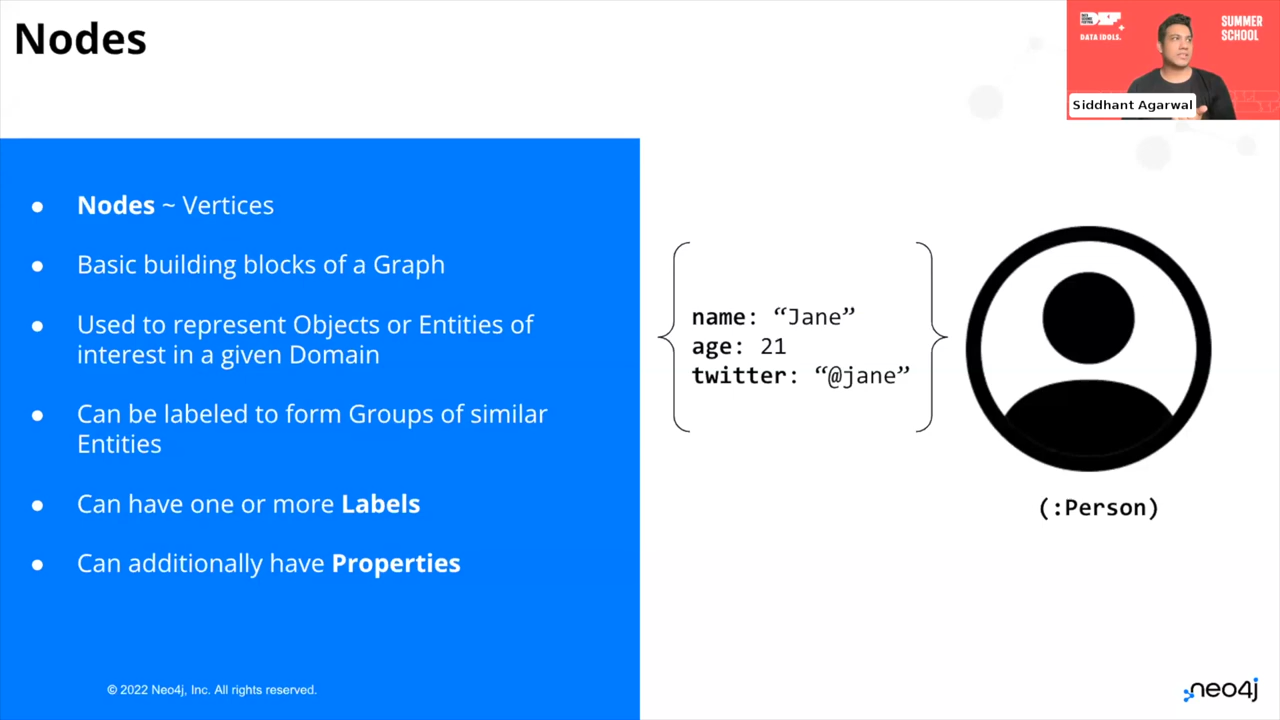 Nodes
DATA IDOLS.
SUMMER
SCHOOL
Siddhant Agarwal
● Nodes ~ Vertices
● Basic building blocks of a Graph
● Used to represent Objects or Entities of
interest in a given Domain
● Can be labeled to form Groups of similar
Entities
● Can have one or more Labels
● Can additionally have Properties
name: “Jane”
age: 21
twitter: “@jane”
(:Person)
© 2022 Neo4j, Inc. All rights reserved.
neo4j